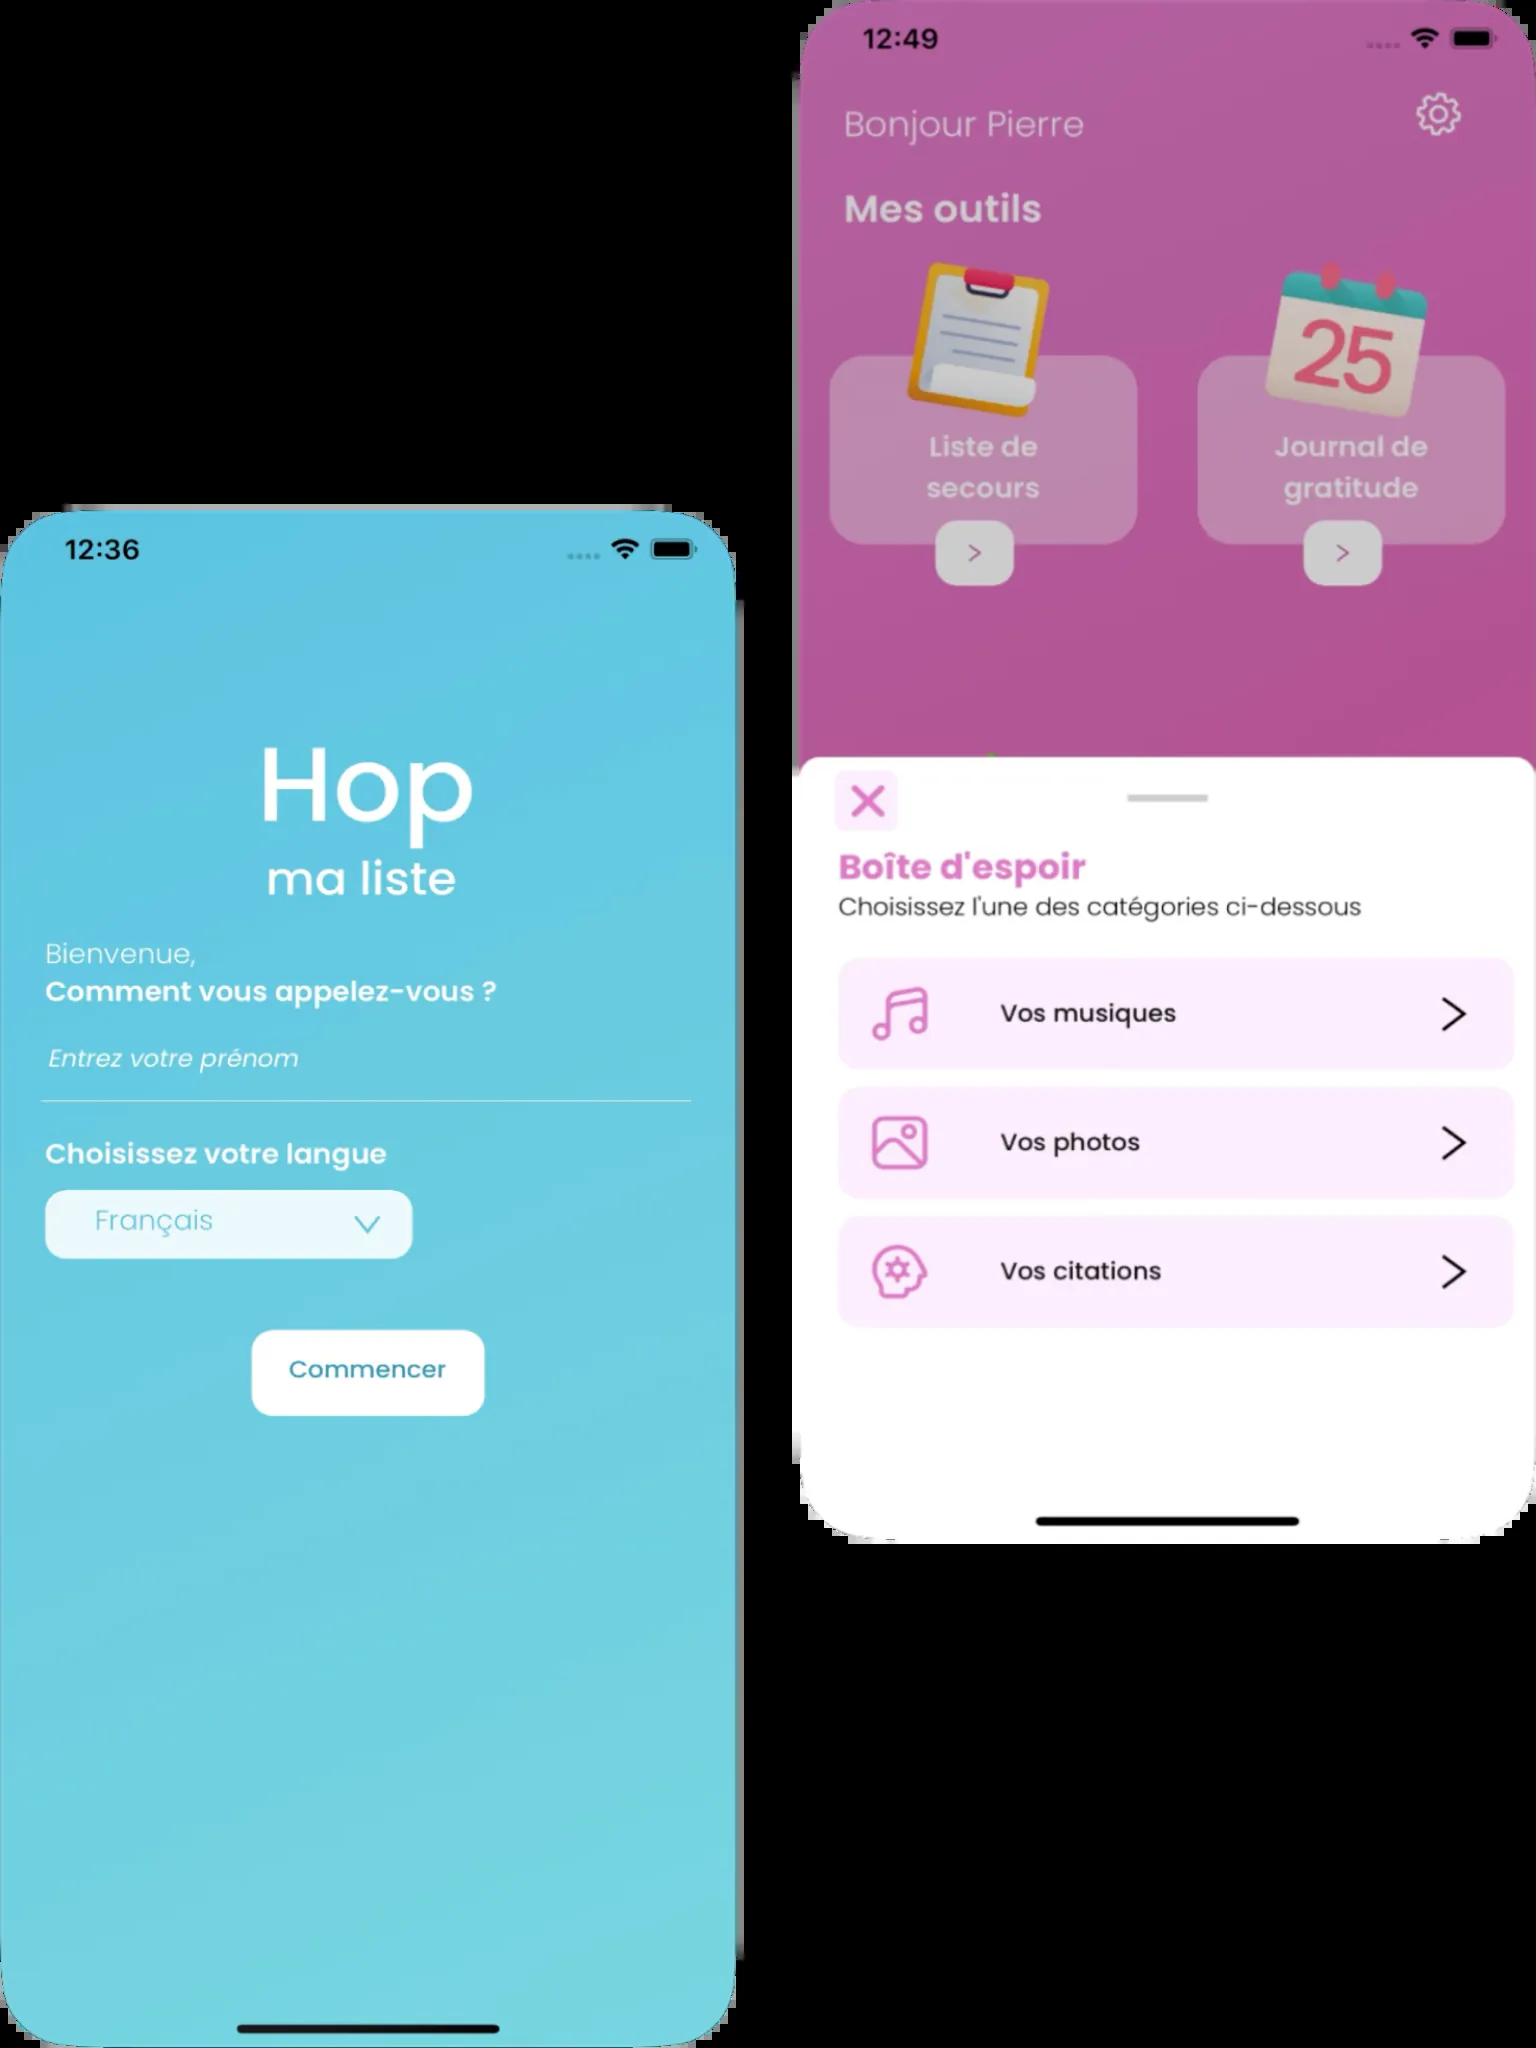 12:36
Hop
ma liste
Bienvenue,
Comment vous appelez-vous ?
Entrez votre prénom
Choisissez votre langue
Français
Commencer
12:49
Bonjour Pierre
Mes outils
25
Liste de
secours
Journal de
gratitude
Boîte d'espoir
Choisissez l'une des catégories ci-dessous
Vos musiques
Vos photos
Vos citations